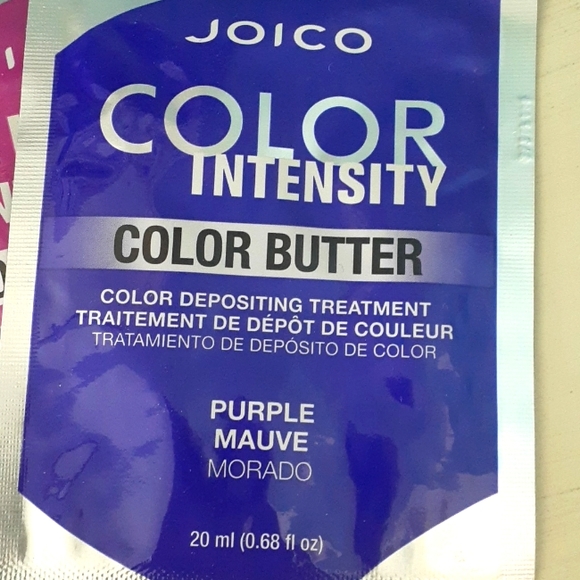 JOICO
COLOR
INTENSITY
COLOR BUTTER
COLOR DEPOSITING TREATMENT
TRAITEMENT DE DÉPÔT DE COULEUR
TRATAMIENTO DE DEPÓSITO DE COLOR
PURPLE
MAUVE
MORADO
20 ml (0.68 fl oz)